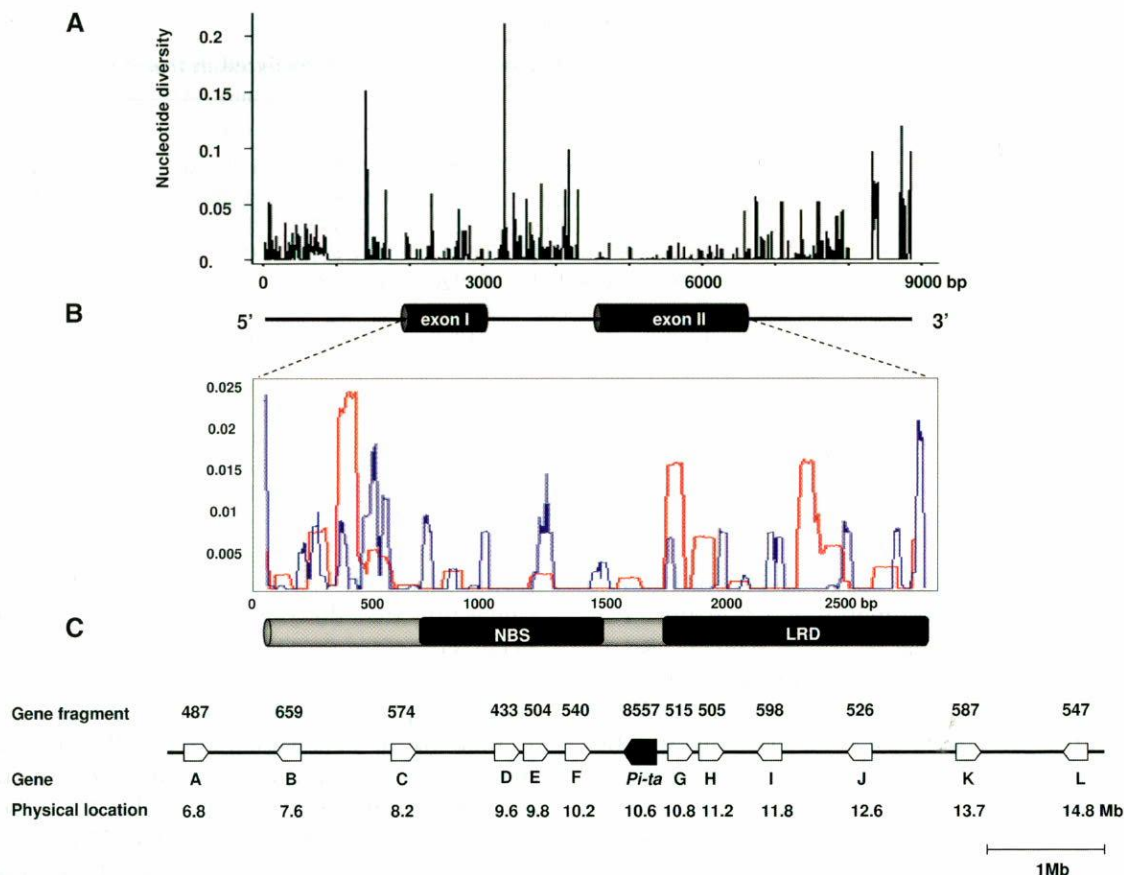 A
Nucleotide diversity
0.2
0.15
0.1
0.05
0.
0 3000 6000 9000 bp
B
5' exon I exon II 3'
0.025
0.02
0.015
0.01
0.005
0 500 1000 1500 2000 2500 bp
C
NBS LRD
Gene fragment 487 659 574 433 504 540 8557 515 505 598 526 587 547
Gene A B C D E F Pi-ta G H I J K L
Physical location 6.8 7.6 8.2 9.6 9.8 10.2 10.6 10.8 11.2 11.8 12.6 13.7 14.8 Mb
1Mb